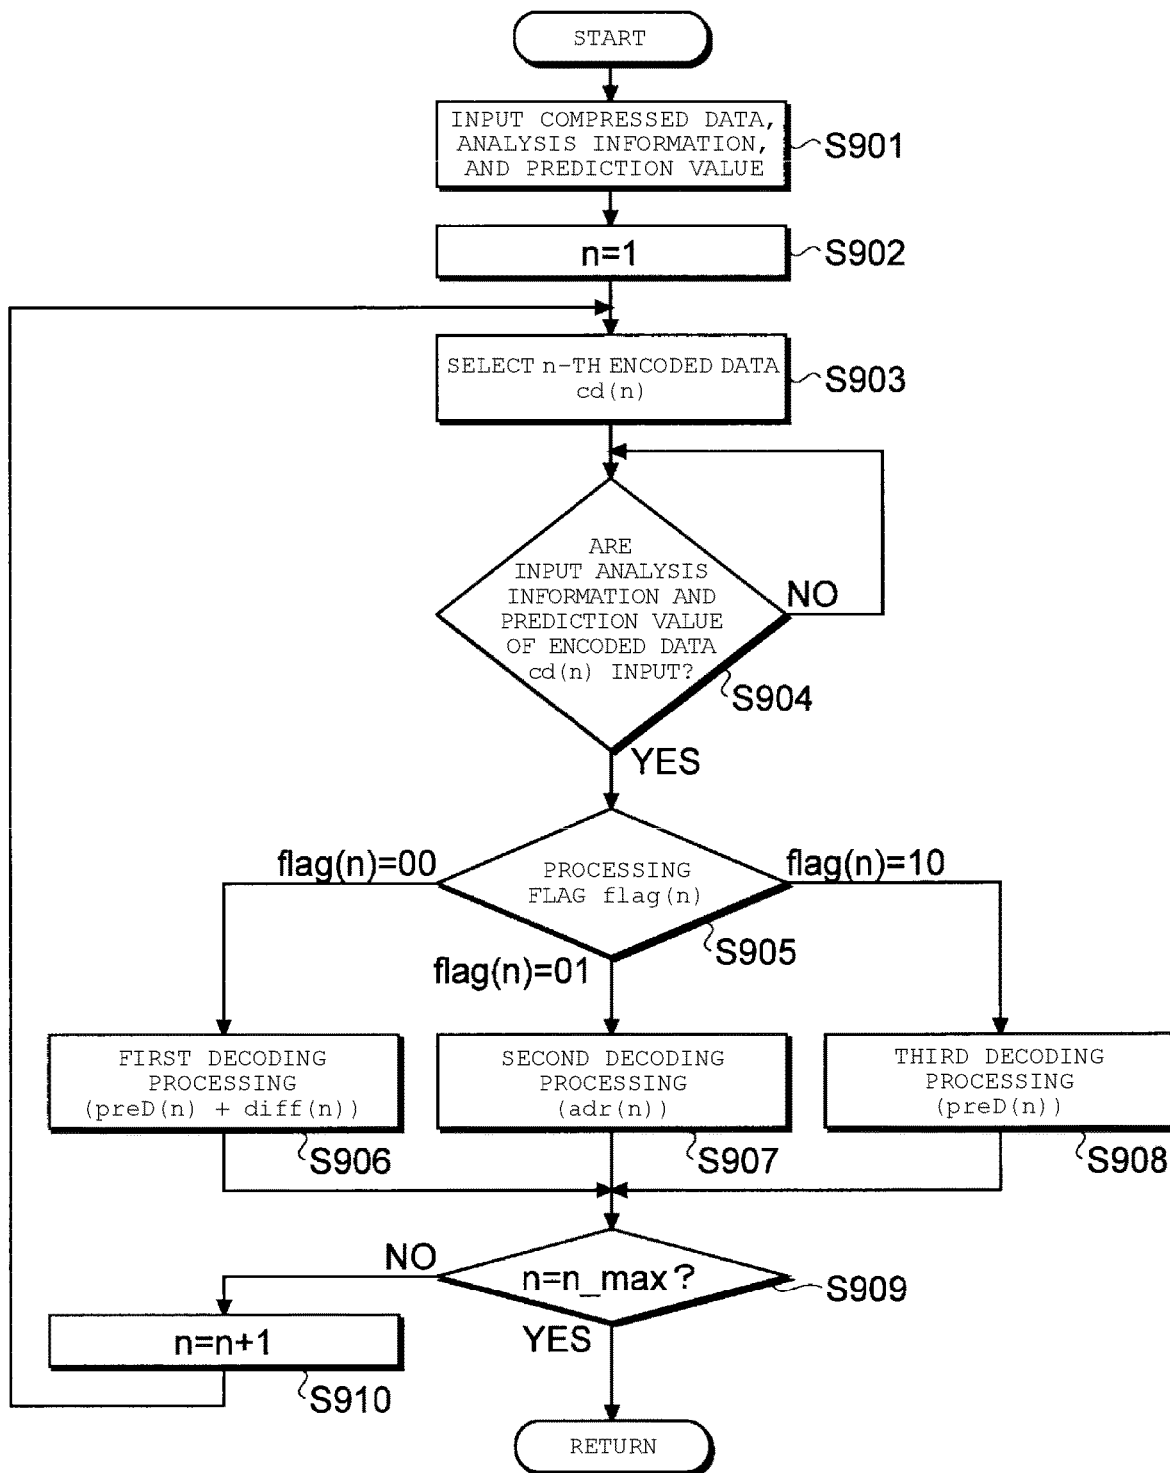 START
INPUT COMPRESSED DATA,
ANALYSIS INFORMATION,
AND PREDICTION VALUE
S901
n=1
S902
SELECT n-TH ENCODED DATA
cd(n)
S903
ARE
INPUT ANALYSIS
INFORMATION AND
PREDICTION VALUE
OF ENCODED DATA
cd(n) INPUT?
NO
S904
YES
flag(n)=00
PROCESSING
FLAG flag(n)
flag(n)=10
S905
flag(n)=01
FIRST DECODING
PROCESSING
(preD(n) + diff(n))
S906
SECOND DECODING
PROCESSING
(adr(n))
S907
THIRD DECODING
PROCESSING
(preD(n))
S908
NO
n=n_max?
S909
YES
n=n+1
S910
RETURN